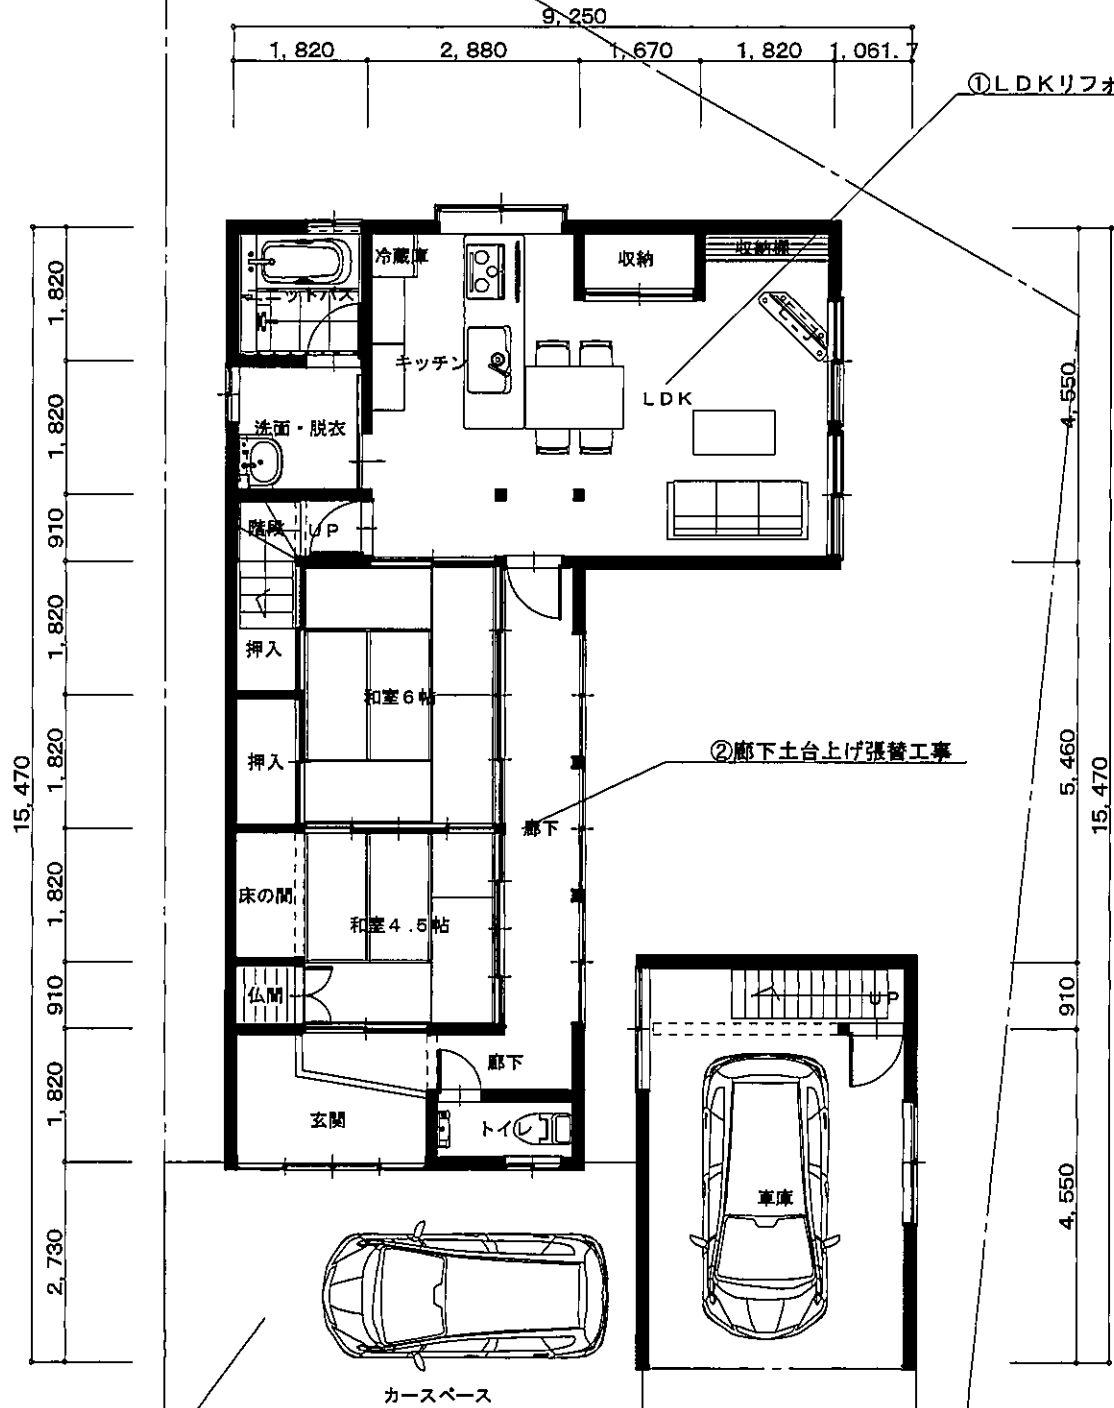 9,250
1,820
2,880
1,670
1,820
1,061.7
①LDKリフォ
冷蔵庫
収納
収納棚
ユニットバス
キッチン
LDK
洗面・脱衣
階段
UP
押入
和室6帖
押入
②廊下土台上げ張替工事
廊下
床の間
和室4.5帖
仏間
廊下
玄関
トイレ
UP
車庫
カースペース
15,470
1,820
1,820
910
1,820
1,820
1,820
910
1,820
2,730
4,550
5,460
910
4,550
15,470